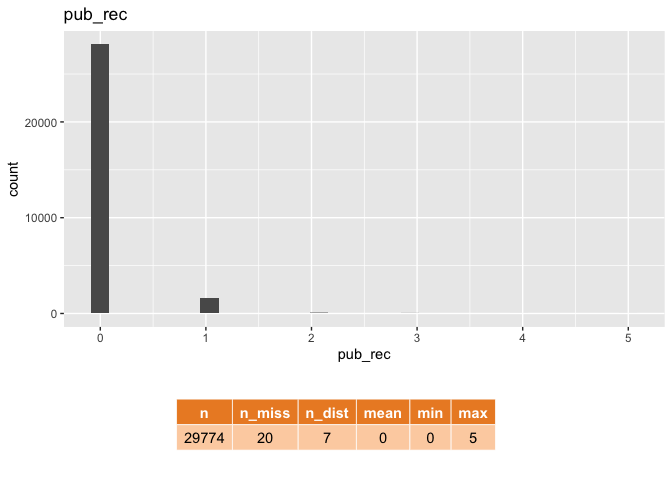 pub_rec
20000
10000
0
count
0 1 2 3 4 5
pub_rec
n n_miss n_dist mean min max
29774 20 7 0 0 5